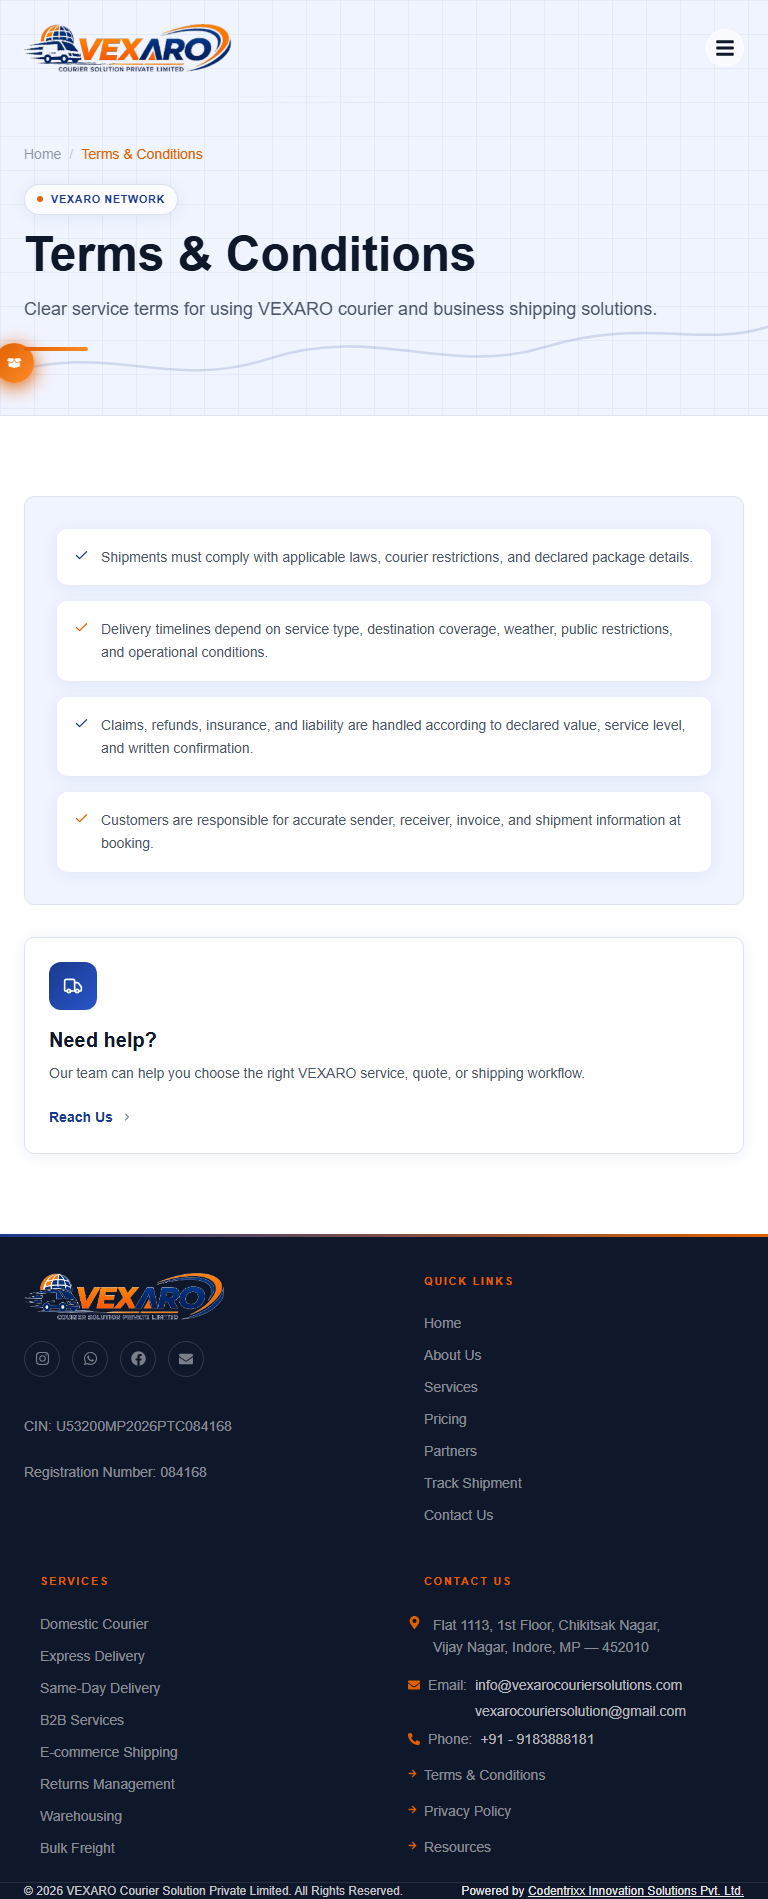 VEXARO
COURIER SOLUTION PRIVATE LIMITED
Home / Terms & Conditions
VEXARO NETWORK
Terms & Conditions
Clear service terms for using VEXARO courier and business shipping solutions.
Shipments must comply with applicable laws, courier restrictions, and declared package details.
Delivery timelines depend on service type, destination coverage, weather, public restrictions,
and operational conditions.
Claims, refunds, insurance, and liability are handled according to declared value, service level,
and written confirmation.
Customers are responsible for accurate sender, receiver, invoice, and shipment information at
booking.
Need help?
Our team can help you choose the right VEXARO service, quote, or shipping workflow.
Reach Us
VEXARO
COURIER SOLUTION PRIVATE LIMITED
CIN: U53200MP2026PTC084168
Registration Number: 084168
QUICK LINKS
Home
About Us
Services
Pricing
Partners
Track Shipment
Contact Us
SERVICES
Domestic Courier
Express Delivery
Same-Day Delivery
B2B Services
E-commerce Shipping
Returns Management
Warehousing
Bulk Freight
CONTACT US
Flat 1113, 1st Floor, Chikitsak Nagar,
Vijay Nagar, Indore, MP — 452010
Email: info@vexarocouriersolutions.com
vexarocouriersolution@gmail.com
Phone: +91 - 9183888181
Terms & Conditions
Privacy Policy
Resources
© 2026 VEXARO Courier Solution Private Limited. All Rights Reserved.
Powered by Codentrixx Innovation Solutions Pvt. Ltd.